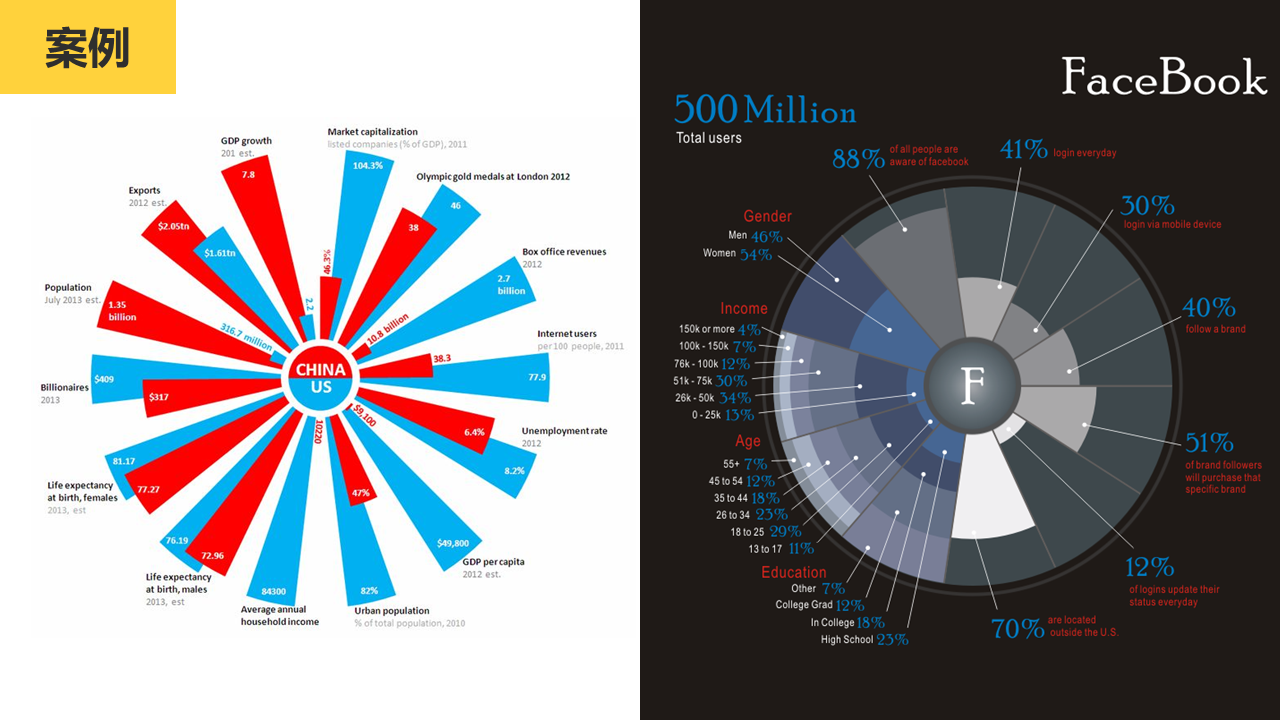 案例
GDP growth
201 est.
7.8
2.2
Market capitalization
listed companies (% of GDP), 2011
104.3%
46.3%
Olympic gold medals at London 2012
46
38
Box office revenues
2012
2.7
billion
10.8 billion
Internet users
per100 people, 2011
38.3
77.9
Unemployment rate
2012
6.4%
8.2%
GDP per capita
2012 est.
$9,100
$49,800
Urban population
% of total population, 2010
47%
82%
Average annual
household income
10220
84300
Life expectancy
at birth, males
2013, est
76.19
72.96
Life expectancy
at birth, females
2013, est
81.17
77.27
Billionaires
2013
$409
$317
Population
July 2013 est.
1.35
billion
316.7 million
Exports
2012 est.
$2.05tn
$1.61tn
CHINA
US
FaceBook
500 Million
Total users
88% of all people are
aware of facebook
41% login everyday
30%
login via mobile device
40%
follow a brand
51%
of brand followers
will purchase that
specific brand
12%
of logins update their
status everyday
70% are located
outside the U.S.
Gender
Men 46%
Women 54%
Income
150k or more 4%
100k - 150k 7%
76k - 100k 12%
51k - 75k 30%
26k - 50k 34%
0 - 25k 13%
Age
55+ 7%
45 to 54 12%
35 to 44 18%
26 to 34 23%
18 to 25 29%
13 to 17 11%
Education
Other 7%
College Grad 12%
In College 18%
High School 23%
F